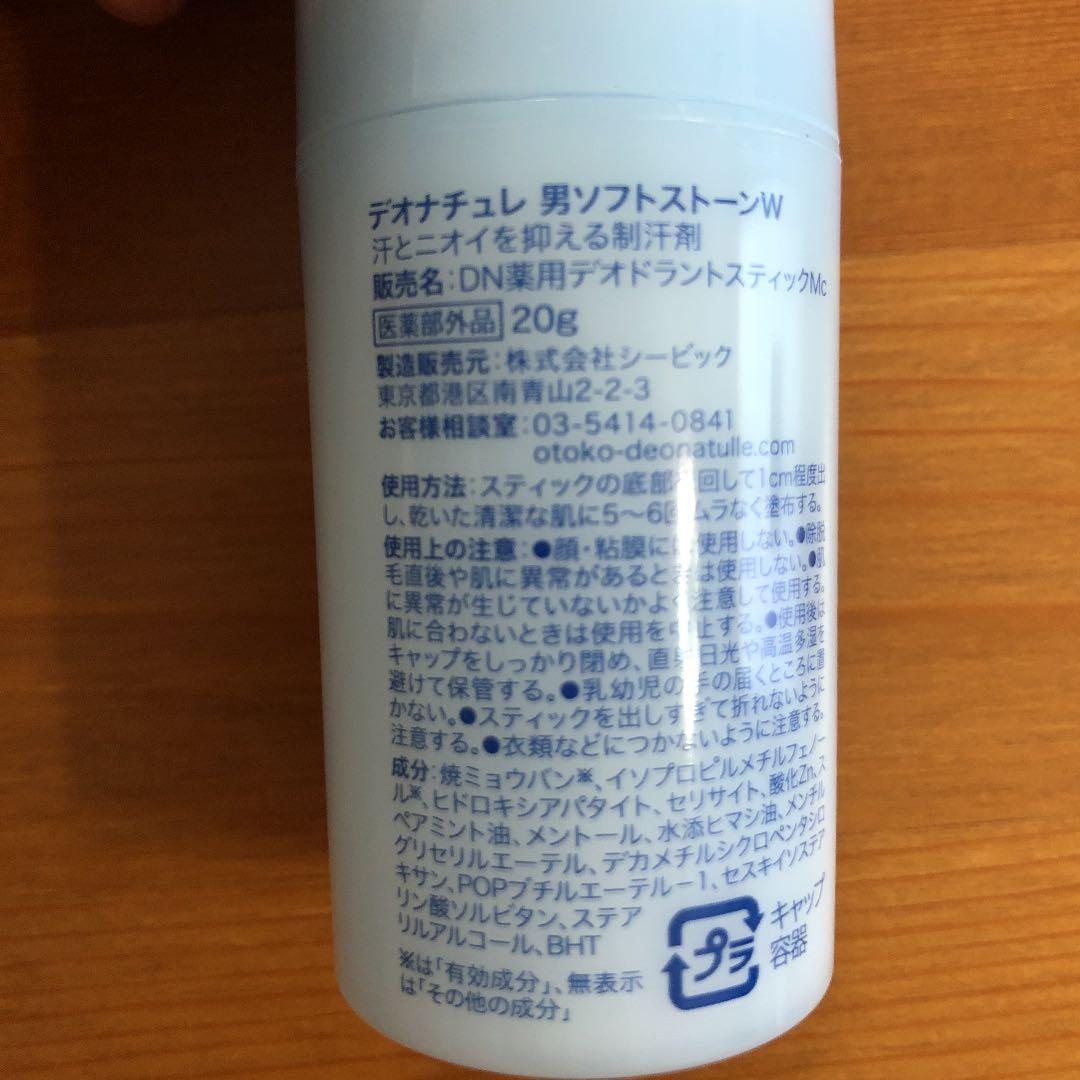 デオナチュレ 男ソフトストーンW
汗とニオイを抑える制汗剤
販売名:DN薬用デオドラントスティックMc
医薬部外品 20g
製造販売元:株式会社シービック
東京都港区南青山2-2-3
お客様相談室:03-5414-0841
otoko-deonatulle.com
使用方法:スティックの底部を回して1cm程度出
し、乾いた清潔な肌に5〜6回ムラなく塗布する。
使用上の注意:●顔・粘膜には使用しない。●除脱
毛直後や肌に異常があるときは使用しない。●肌
に異常が生じていないかよく注意して使用する。
肌に合わないときは使用を中止する。●使用後は
キャップをしっかり閉め、直射日光や高温多湿を
避けて保管する。●乳幼児の手の届くところに置
かない。●スティックを出しすぎて折れないように
注意する。●衣類などにつかないように注意する。
成分:焼ミョウバン※、イソプロピルメチルフェノー
ル※、ヒドロキシアパタイト、セリサイト、酸化Zn、ス
ペアミント油、メントール、水添ヒマシ油、メンチル
グリセリルエーテル、デカメチルシクロペンタシロ
キサン、POPブチルエーテル-1、セスキイソステア
リン酸ソルビタン、ステア
リルアルコール、BHT
※は「有効成分」、無表示
は「その他の成分」
プラ
キャップ
容器